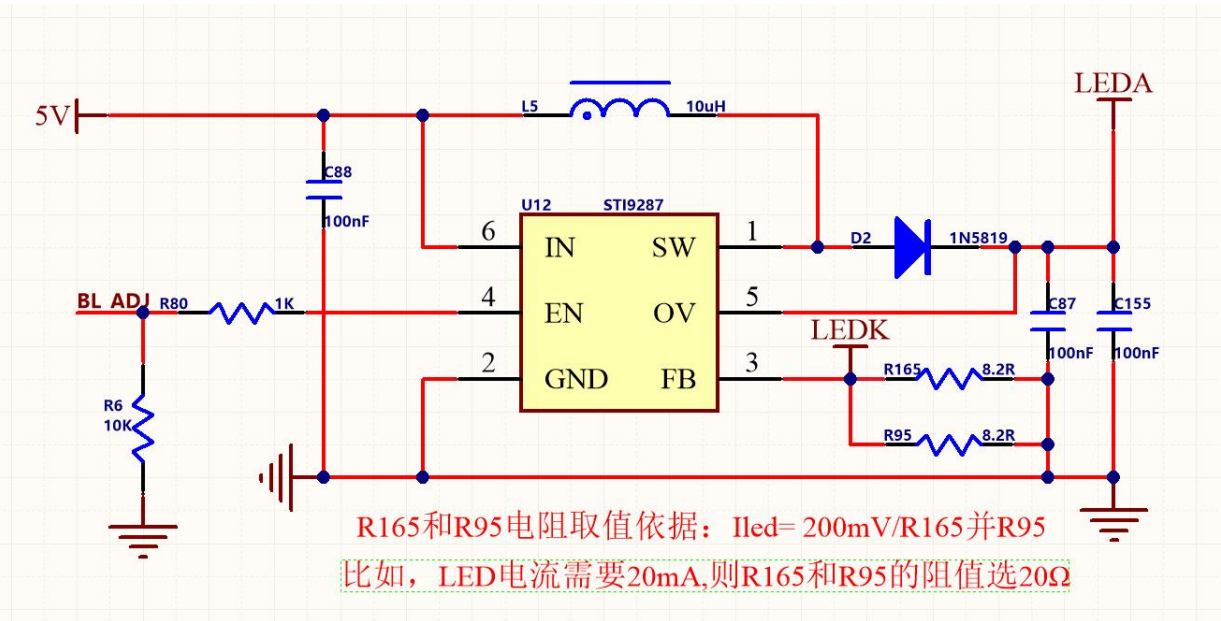 LEDA
5V
L5
10uH
C88
100nF
U12
STI9287
6
IN
SW
1
D2
1N5819
BL_ADJ
R80
1K
4
EN
OV
5
LEDK
C87
100nF
C155
100nF
2
GND
FB
3
R165
8.2R
R6
10K
R95
8.2R
R165和R95电阻取值依据：Iled= 200mV/R165并R95
比如，LED电流需要20mA,则R165和R95的阻值选20Ω